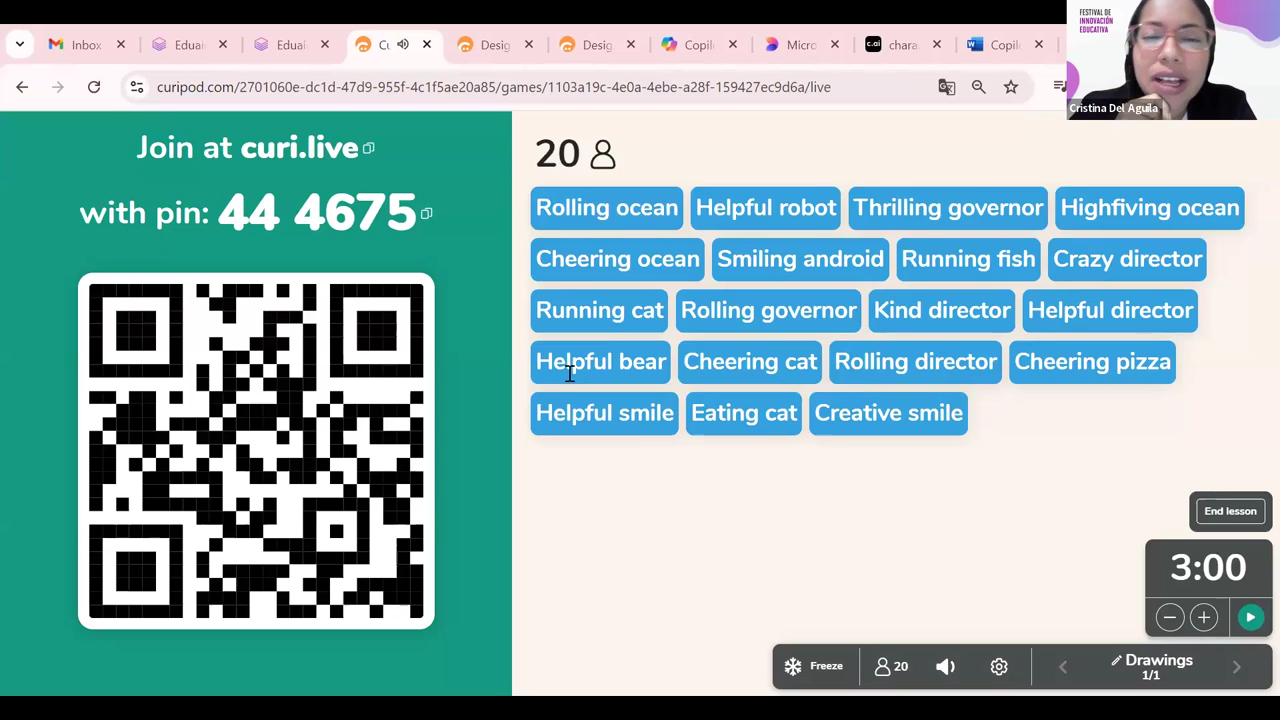 Inbox
Eduai
Eduai
Cu
Desig
Desig
Copil
Micro
c.ai
chara
Copil
curipod.com/2701060e-dc1d-47d9-955f-4c1f5ae25a85/games/1103a19c-4e0a-4ebe-a28f-159427ec9d6a/live
FESTIVAL DE
INNOVACIÓN
EDUCATIVA
Cristina Del Aguila
Join at curi.live
with pin: 44 4675
20
Rolling ocean Helpful robot Thrilling governor Highfiving ocean
Cheering ocean Smiling android Running fish Crazy director
Running cat Rolling governor Kind director Helpful director
Helpful bear Cheering cat Rolling director Cheering pizza
Helpful smile Eating cat Creative smile
End lesson
3:00
Freeze 20 Drawings
1/1